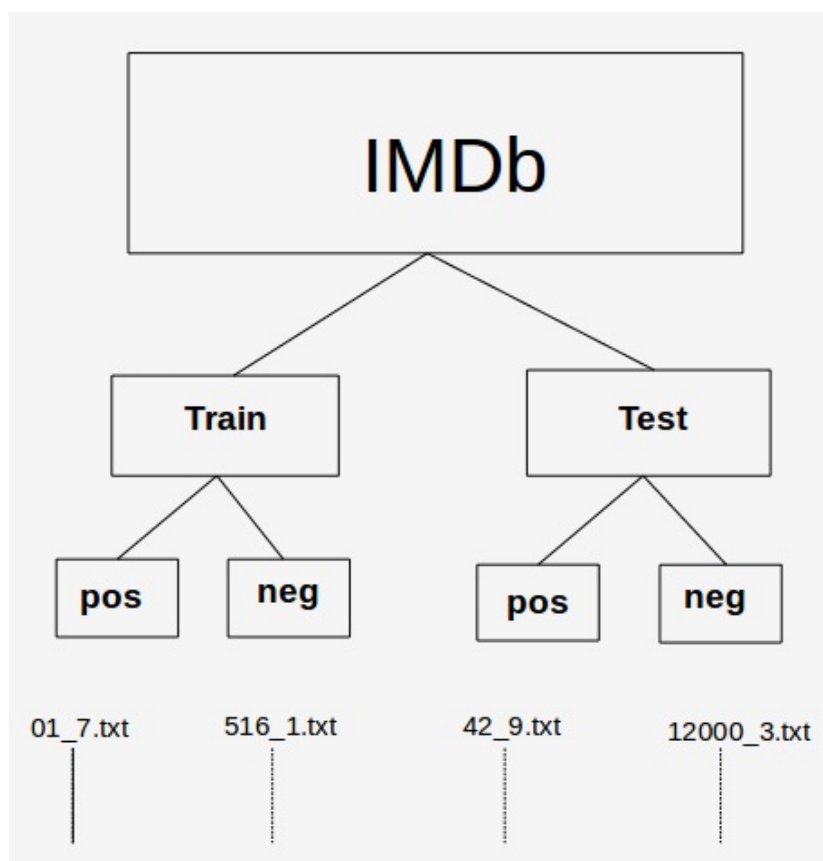 IMDb
Train
Test
pos
neg
pos
neg
01_7.txt
516_1.txt
42_9.txt
12000_3.txt